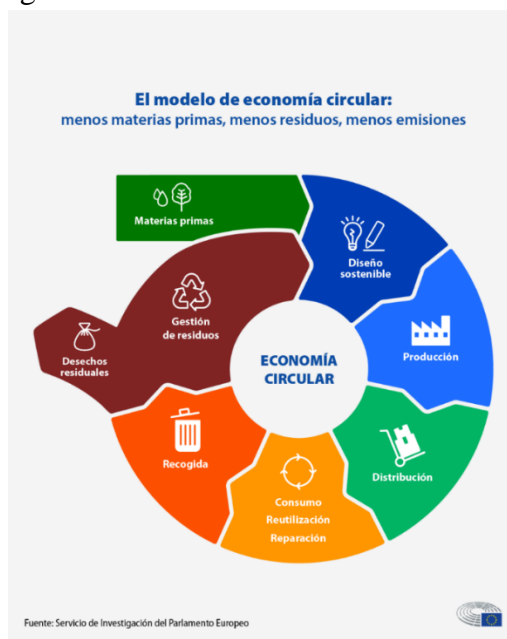 El modelo de economía circular:
menos materias primas, menos residuos, menos emisiones
Materias primas
Diseño
sostenible
Producción
Distribución
Consumo
Reutilización
Reparación
Recogida
Gestión
de residuos
Desechos
residuales
ECONOMÍA
CIRCULAR
Fuente: Servicio de Investigación del Parlamento Europeo